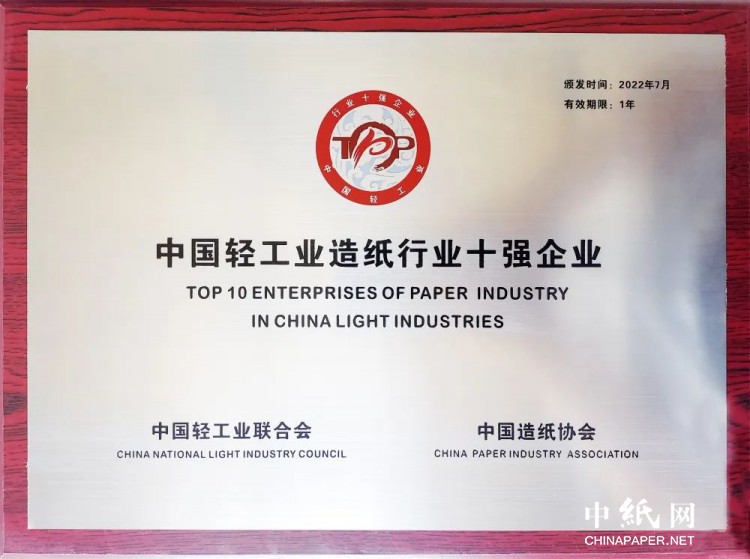 颁发时间：2022年7月
有效期限：1年
行业十强企业
TOP
中国轻工业
中国轻工业造纸行业十强企业
TOP 10 ENTERPRISES OF PAPER INDUSTRY
IN CHINA LIGHT INDUSTRIES
中国轻工业联合会
CHINA NATIONAL LIGHT INDUSTRY COUNCIL
中国造纸协会
CHINA PAPER INDUSTRY ASSOCIATION
中紙网
CHINAPAPER.NET